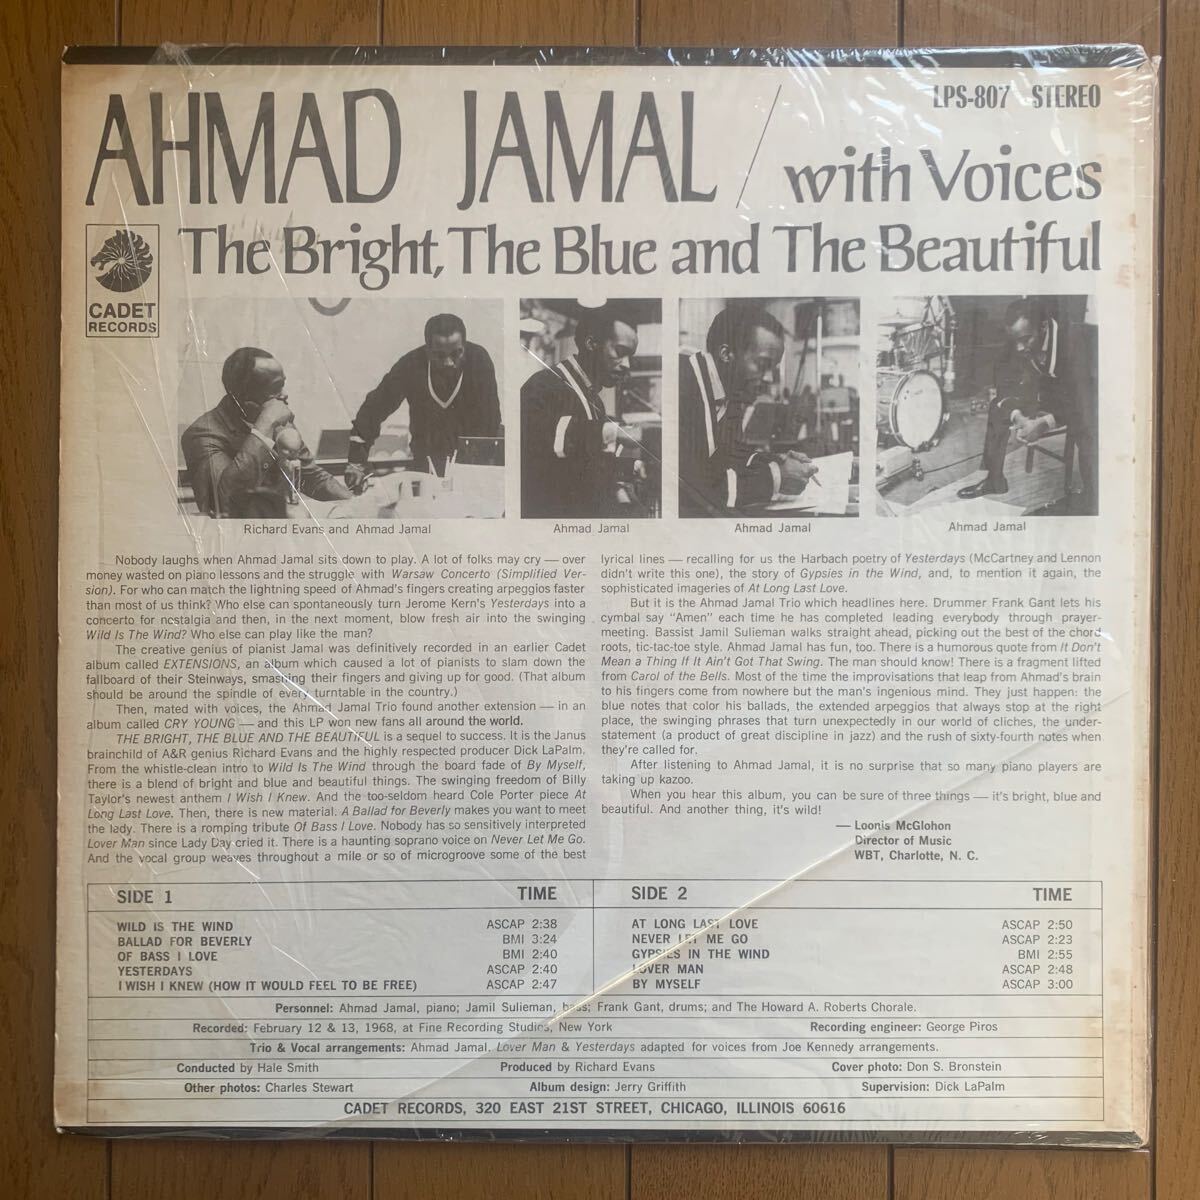 LPS-807 STEREO
AHMAD JAMAL / with Voices
The Bright, The Blue and The Beautiful
CADET
RECORDS
Richard Evans and Ahmad Jamal
Ahmad Jamal
Ahmad Jamal
Ahmad Jamal
Nobody laughs when Ahmad Jamal sits down to play. A lot of folks may cry — over
money wasted on piano lessons and the struggle with Warsaw Concerto (Simplified Ver-
sion). For who can match the lightning speed of Ahmad's fingers creating arpeggios faster
than most of us think? Who else can spontaneously turn Jerome Kern's Yesterdays into a
concerto for nostalgia and then, in the next moment, blow fresh air into the swinging
Wild Is The Wind? Who else can play like the man?
The creative genius of pianist Jamal was definitively recorded in an earlier Cadet
album called EXTENSIONS, an album which caused a lot of pianists to slam down the
fallboard of their Steinways, smashing their fingers and giving up for good. (That album
should be around the spindle of every turntable in the country.)
Then, mated with voices, the Ahmad Jamal Trio found another extension — in an
album called CRY YOUNG — and this LP won new fans all around the world.
THE BRIGHT, THE BLUE AND THE BEAUTIFUL is a sequel to success. It is the Janus
brainchild of A&R genius Richard Evans and the highly respected producer Dick LaPalm.
From the whistle-clean intro to Wild Is The Wind through the board fade of By Myself,
there is a blend of bright and blue and beautiful things. The swinging freedom of Billy
Taylor's newest anthem I Wish I Knew. And the too-seldom heard Cole Porter piece At
Long Last Love. Then, there is new material. A Ballad for Beverly makes you want to meet
the lady. There is a romping tribute Of Bass I Love. Nobody has so sensitively interpreted
Lover Man since Lady Day cried it. There is a haunting soprano voice on Never Let Me Go.
And the vocal group weaves throughout a mile or so of microgroove some of the best
lyrical lines — recalling for us the Harbach poetry of Yesterdays (McCartney and Lennon
didn't write this one), the story of Gypsies in the Wind, and, to mention it again, the
sophisticated imageries of At Long Last Love.
But it is the Ahmad Jamal Trio which headlines here. Drummer Frank Gant lets his
cymbal say "Amen" each time he has completed leading everybody through prayer-
meeting. Bassist Jamil Sulieman walks straight ahead, picking out the best of the chord
roots, tic-tac-toe style. Ahmad Jamal has fun, too. There is a humorous quote from It Don't
Mean a Thing If It Ain't Got That Swing. The man should know! There is a fragment lifted
from Carol of the Bells. Most of the time the improvisations that leap from Ahmad's brain
to his fingers come from nowhere but the man's ingenious mind. They just happen: the
blue notes that color his ballads, the extended arpeggios that always stop at the right
place, the swinging phrases that turn unexpectedly in our world of cliches, the under-
statement (a product of great discipline in jazz) and the rush of sixty-fourth notes when
they're called for.
After listening to Ahmad Jamal, it is no surprise that so many piano players are
taking up kazoo.
When you hear this album, you can be sure of three things — it's bright, blue and
beautiful. And another thing, it's wild!
— Loonis McGlohon
Director of Music
WBT, Charlotte, N. C.
SIDE 1 TIME
WILD IS THE WIND ASCAP 2:38
BALLAD FOR BEVERLY BMI 3:24
OF BASS I LOVE BMI 2:40
YESTERDAYS ASCAP 2:40
I WISH I KNEW (HOW IT WOULD FEEL TO BE FREE) ASCAP 2:47
SIDE 2 TIME
AT LONG LAST LOVE ASCAP 2:50
NEVER LET ME GO ASCAP 2:23
GYPSIES IN THE WIND BMI 2:55
LOVER MAN ASCAP 2:48
BY MYSELF ASCAP 3:00
Personnel: Ahmad Jamal, piano; Jamil Sulieman, bass; Frank Gant, drums; and The Howard A. Roberts Chorale.
Recorded: February 12 & 13, 1968, at Fine Recording Studios, New York Recording engineer: George Piros
Trio & Vocal arrangements: Ahmad Jamal. Lover Man & Yesterdays adapted for voices from Joe Kennedy arrangements.
Conducted by Hale Smith Produced by Richard Evans Cover photo: Don S. Bronstein
Other photos: Charles Stewart Album design: Jerry Griffith Supervision: Dick LaPalm
CADET RECORDS, 320 EAST 21ST STREET, CHICAGO, ILLINOIS 60616